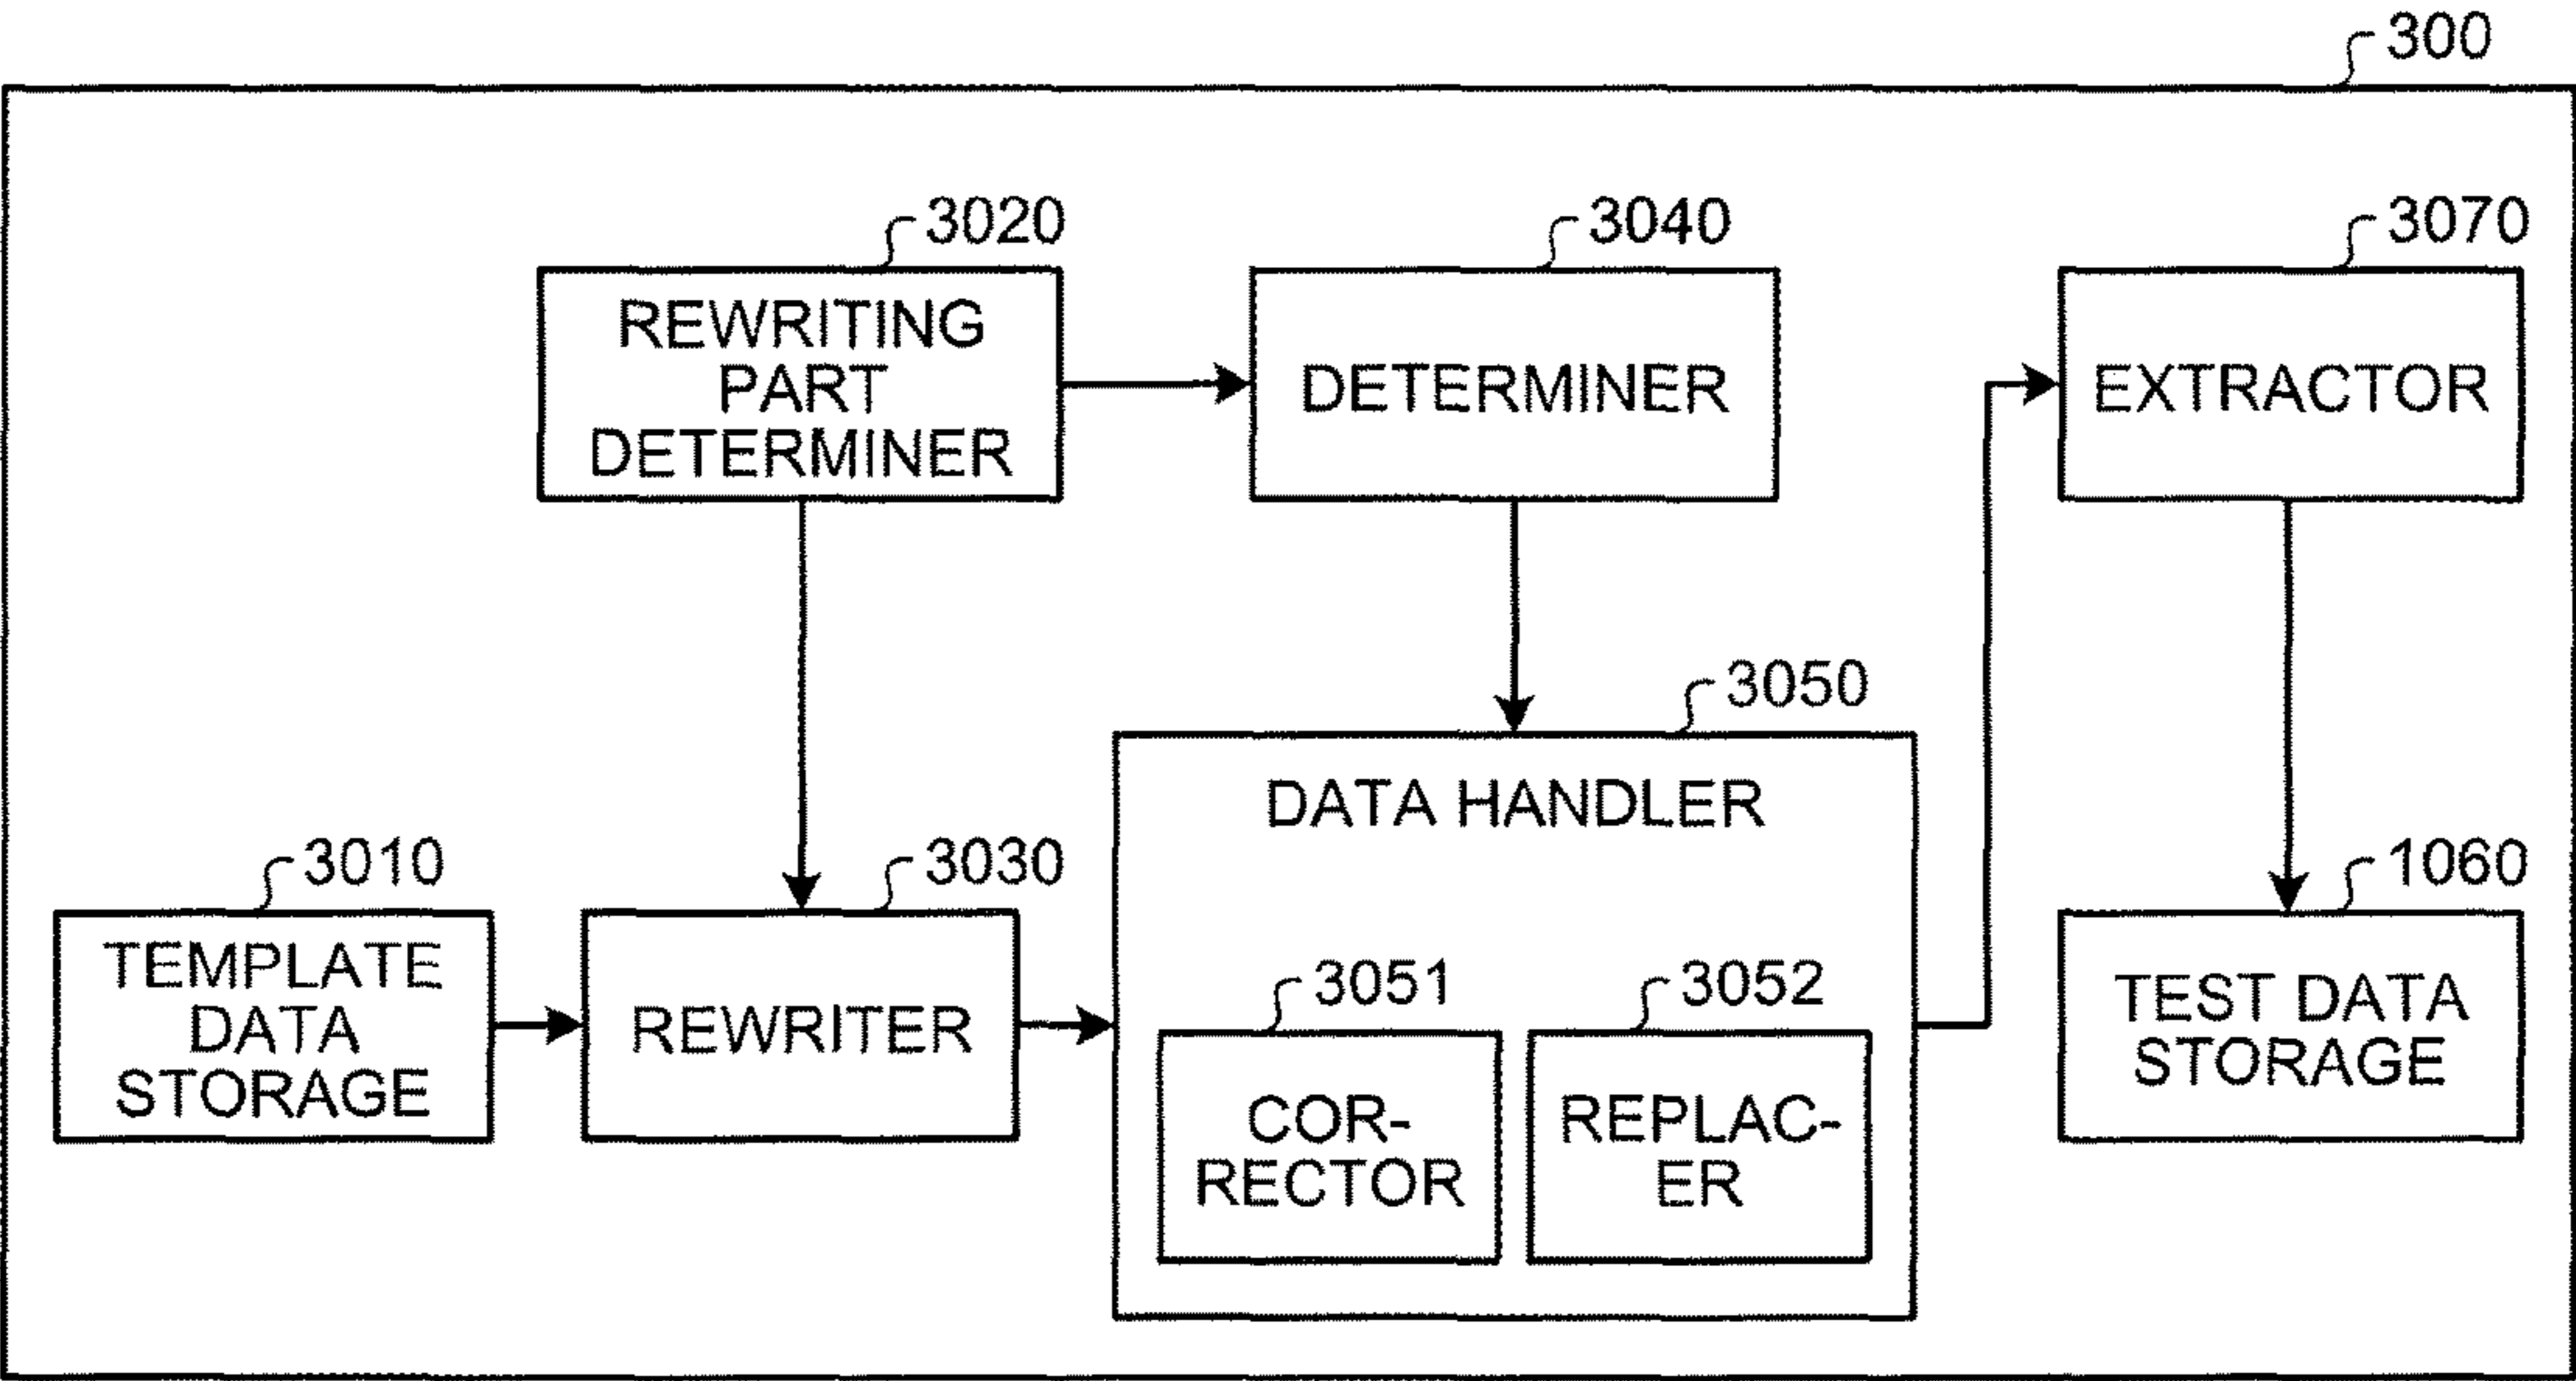 300
3020
3040
3070
REWRITING
PART
DETERMINER
DETERMINER
EXTRACTOR
3050
DATA HANDLER
3010
3030
1060
TEMPLATE
DATA
STORAGE
REWRITER
3051
3052
COR-
RECTOR
REPLAC-
ER
TEST DATA
STORAGE